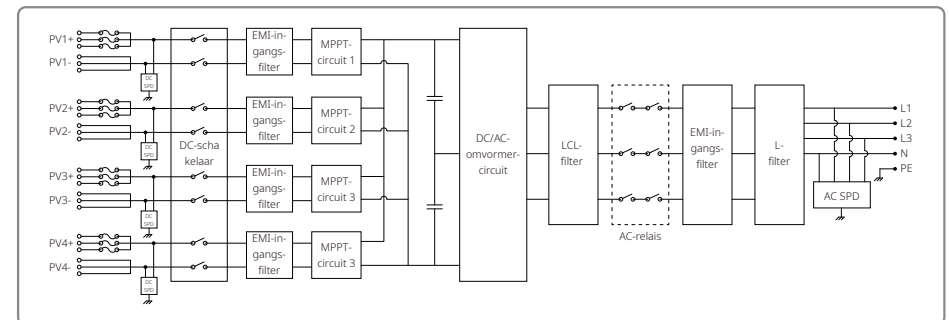 PV1+
PV1-
DC
SPD
PV2+
PV2-
DC
SPD
PV3+
PV3-
DC
SPD
PV4+
PV4-
DC
SPD
DC-scha
kelaar
EMI-in-
gangs-
filter
MPPT-
circuit 1
EMI-in-
gangs-
filter
MPPT-
circuit 2
EMI-in-
gangs-
filter
MPPT-
circuit 3
EMI-in-
gangs-
filter
MPPT-
circuit 3
DC/AC-
omvormer-
circuit
LCL-
filter
AC-relais
EMI-in-
gangs-
filter
L-
filter
L1
L2
L3
N
PE
AC SPD